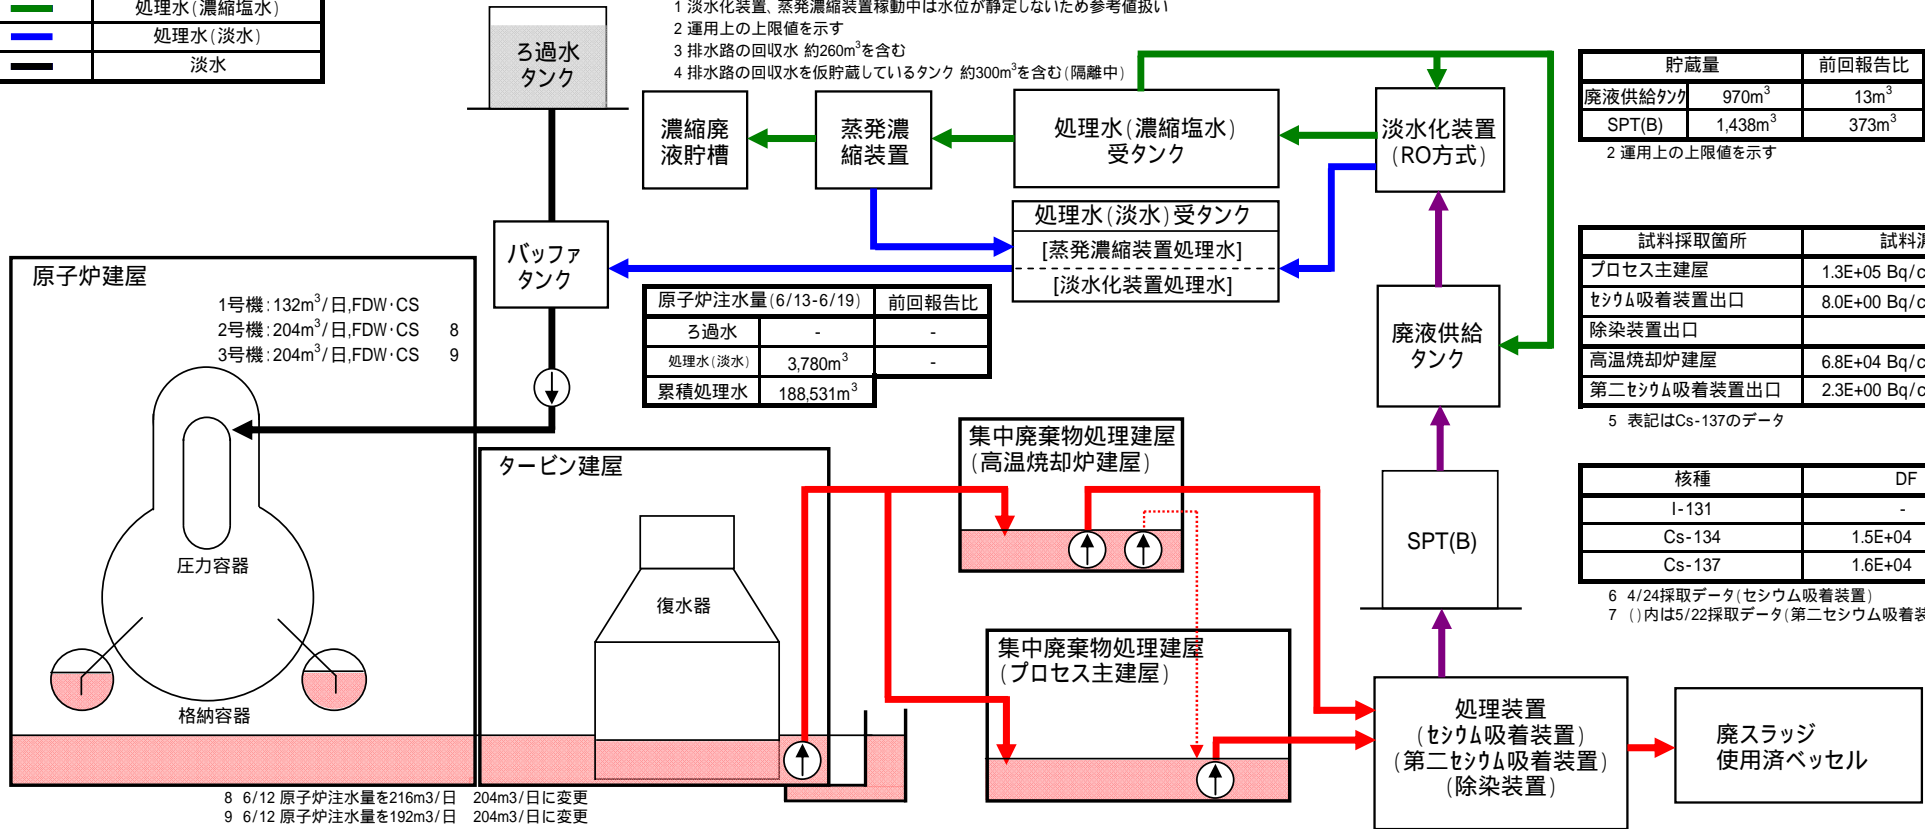 処理水(濃縮塩水)
処理水(淡水)
淡水
1 淡水化装置、蒸発濃縮装置稼動中は水位が静定しないため参考値扱い
2 運用上の上限値を示す
3 排水路の回収水 約260m³を含む
4 排水路の回収水を仮貯蔵しているタンク 約300m³を含む(隔離中)
ろ過水
タンク
濃縮廃
液貯槽
蒸発濃
縮装置
処理水(濃縮塩水)
受タンク
淡水化装置
(RO方式)
貯蔵量 前回報告比
廃液供給タンク 970m³ 13m³
SPT(B) 1,438m³ 373m³
2 運用上の上限値を示す
バッファ
タンク
処理水(淡水)受タンク
[蒸発濃縮装置処理水]
[淡水化装置処理水]
原子炉建屋
1号機:132m³/日,FDW・CS
2号機:204m³/日,FDW・CS 8
3号機:204m³/日,FDW・CS 9
原子炉注水量(6/13-6/19) 前回報告比
ろ過水 - -
処理水(淡水) 3,780m³ -
累積処理水 188,531m³
廃液供給
タンク
試料採取箇所
プロセス主建屋 1.3E+05
セシウム吸着装置出口 8.0E+00
除染装置出口
高温焼却炉建屋 6.8E+04
第二セシウム吸着装置出口 2.3E+00
5 表記はCs-137のデータ
タービン建屋
集中廃棄物処理建屋
(高温焼却炉建屋)
SPT(B)
核種 DF
I-131 -
Cs-134 1.5E+04
Cs-137 1.6E+04
6 4/24採取データ(セシウム吸着装置)
7 ()内は5/22採取データ(第二セシウム吸着装
圧力容器
格納容器
復水器
集中廃棄物処理建屋
(プロセス主建屋)
処理装置
(セシウム吸着装置)
(第二セシウム吸着装置)
(除染装置)
廃スラッジ
使用済ベッセル
8 6/12 原子炉注水量を216m3/日 204m3/日に変更
9 6/12 原子炉注水量を192m3/日 204m3/日に変更